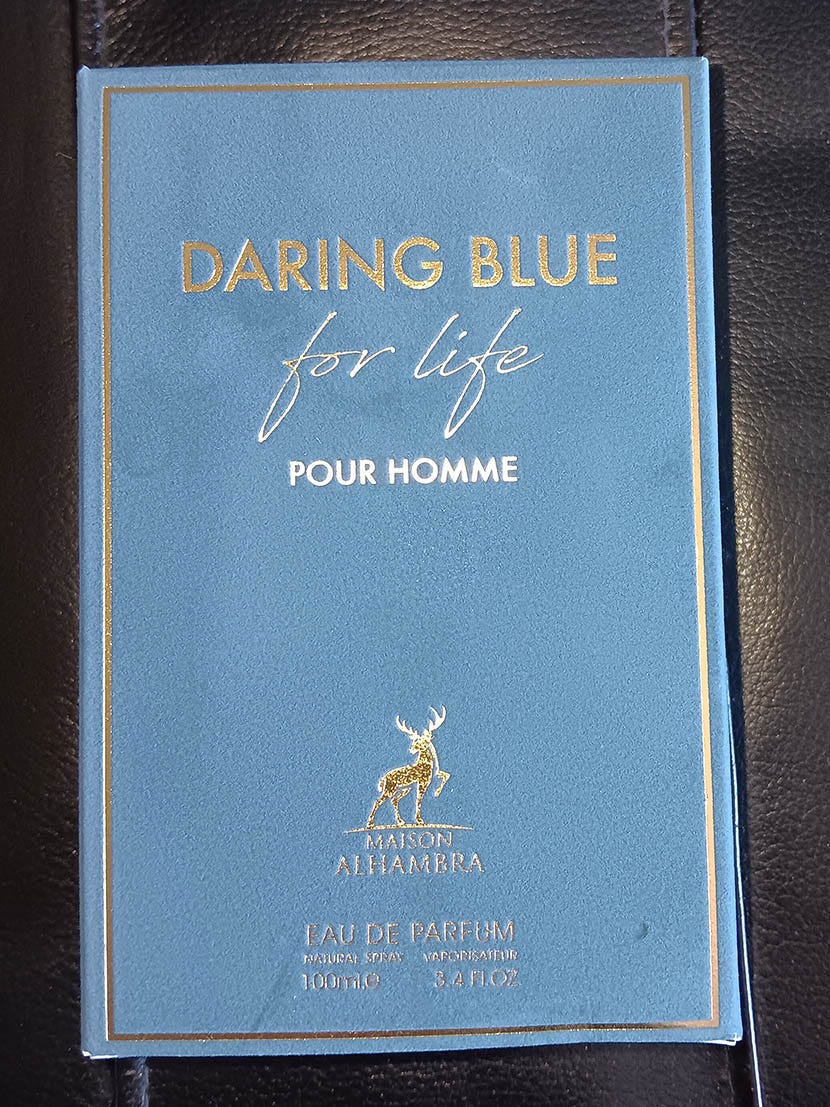 DARING BLUE
for life
POUR HOMME
MAISON
ALHAMBRA
EAU DE PARFUM
NATURAL SPRAY VAPORISATEUR
100ml.e 3.4 Fl.OZ